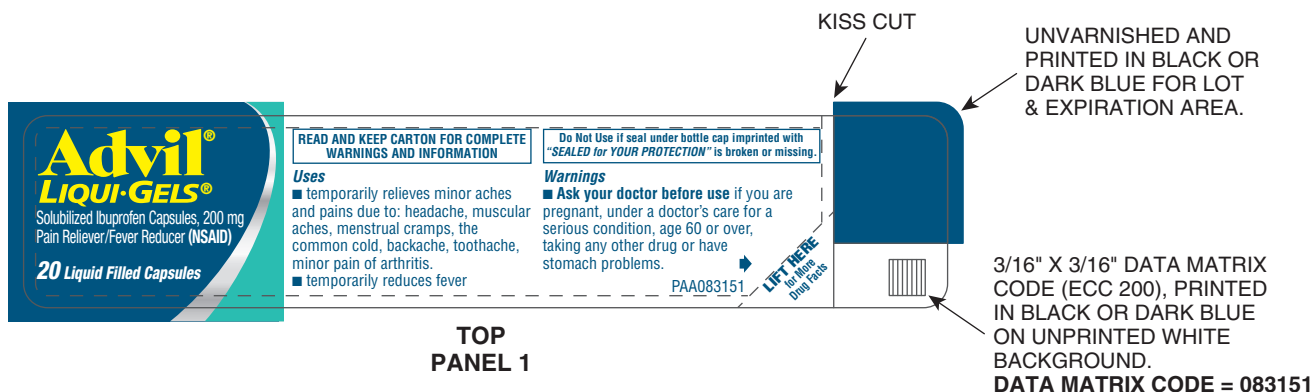 KISS CUT
UNVARNISHED AND
PRINTED IN BLACK OR
DARK BLUE FOR LOT
& EXPIRATION AREA.
Advil®
LIQUI·GELS®
Solubilized Ibuprofen Capsules, 200 mg
Pain Reliever/Fever Reducer (NSAID)
20 Liquid Filled Capsules
READ AND KEEP CARTON FOR COMPLETE
WARNINGS AND INFORMATION
Uses
■ temporarily relieves minor aches
and pains due to: headache, muscular
aches, menstrual cramps, the
common cold, backache, toothache,
minor pain of arthritis.
■ temporarily reduces fever
Do Not Use if seal under bottle cap imprinted with
"SEALED for YOUR PROTECTION" is broken or missing.
Warnings
■ Ask your doctor before use if you are
pregnant, under a doctor's care for a
serious condition, age 60 or over,
taking any other drug or have
stomach problems.
PAA083151
LIFT HERE
for More
Drug Facts
3/16" X 3/16" DATA MATRIX
CODE (ECC 200), PRINTED
IN BLACK OR DARK BLUE
ON UNPRINTED WHITE
BACKGROUND.
DATA MATRIX CODE = 083151
TOP
PANEL 1